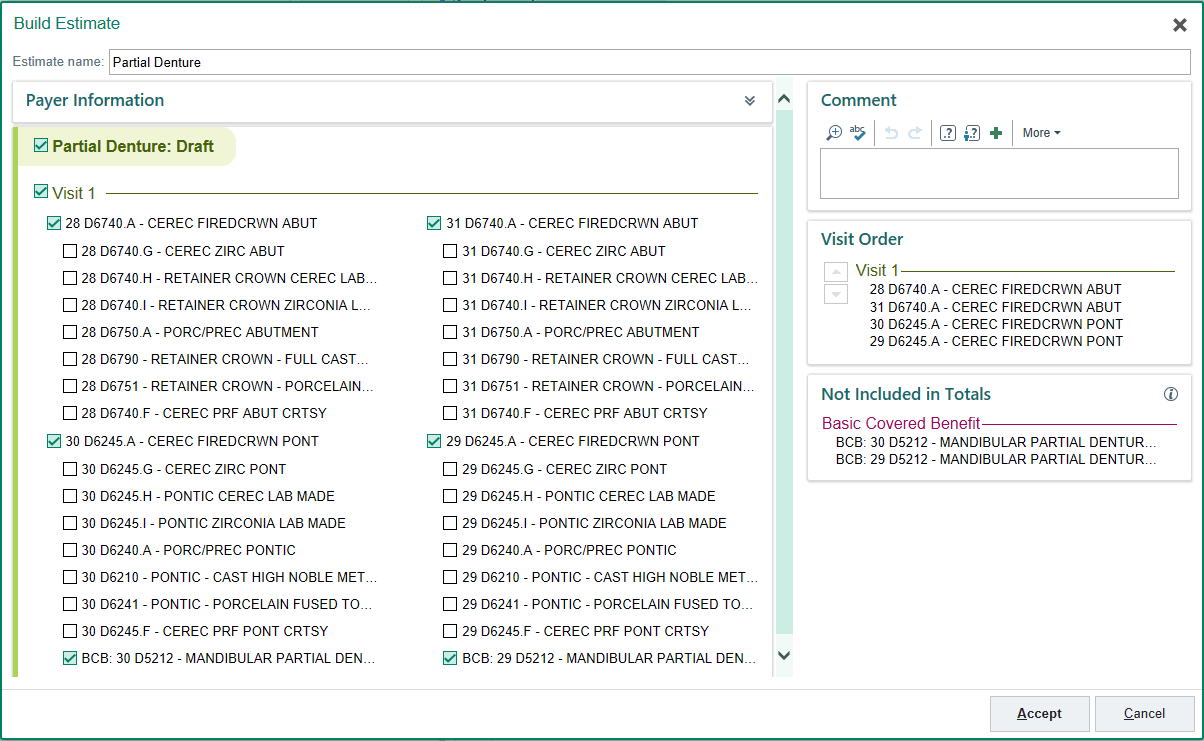 Build Estimate
Estimate name: Partial Denture
Payer Information
Partial Denture: Draft
Visit 1
28 D6740.A - CEREC FIREDCRWN ABUT
28 D6740.G - CEREC ZIRC ABUT
28 D6740.H - RETAINER CROWN CEREC LAB...
28 D6740.I - RETAINER CROWN ZIRCONIA L...
28 D6750.A - PORC/PREC ABUTMENT
28 D6790 - RETAINER CROWN - FULL CAST...
28 D6751 - RETAINER CROWN - PORCELAIN...
28 D6740.F - CEREC PRF ABUT CRTSY
30 D6245.A - CEREC FIREDCRWN PONT
30 D6245.G - CEREC ZIRC PONT
30 D6245.H - PONTIC CEREC LAB MADE
30 D6245.I - PONTIC ZIRCONIA LAB MADE
30 D6240.A - PORC/PREC PONTIC
30 D6210 - PONTIC - CAST HIGH NOBLE MET...
30 D6241 - PONTIC - PORCELAIN FUSED TO...
30 D6245.F - CEREC PRF PONT CRTSY
BCB: 30 D5212 - MANDIBULAR PARTIAL DEN...
31 D6740.A - CEREC FIREDCRWN ABUT
31 D6740.G - CEREC ZIRC ABUT
31 D6740.H - RETAINER CROWN CEREC LAB...
31 D6740.I - RETAINER CROWN ZIRCONIA L...
31 D6750.A - PORC/PREC ABUTMENT
31 D6790 - RETAINER CROWN - FULL CAST...
31 D6751 - RETAINER CROWN - PORCELAIN...
31 D6740.F - CEREC PRF ABUT CRTSY
29 D6245.A - CEREC FIREDCRWN PONT
29 D6245.G - CEREC ZIRC PONT
29 D6245.H - PONTIC CEREC LAB MADE
29 D6245.I - PONTIC ZIRCONIA LAB MADE
29 D6240.A - PORC/PREC PONTIC
29 D6210 - PONTIC - CAST HIGH NOBLE MET...
29 D6241 - PONTIC - PORCELAIN FUSED TO...
29 D6245.F - CEREC PRF PONT CRTSY
BCB: 29 D5212 - MANDIBULAR PARTIAL DEN...
Comment
abc
More
Visit Order
Visit 1
28 D6740.A - CEREC FIREDCRWN ABUT
31 D6740.A - CEREC FIREDCRWN ABUT
30 D6245.A - CEREC FIREDCRWN PONT
29 D6245.A - CEREC FIREDCRWN PONT
Not Included in Totals
Basic Covered Benefit
BCB: 30 D5212 - MANDIBULAR PARTIAL DENTUR...
BCB: 29 D5212 - MANDIBULAR PARTIAL DENTUR...
Accept
Cancel